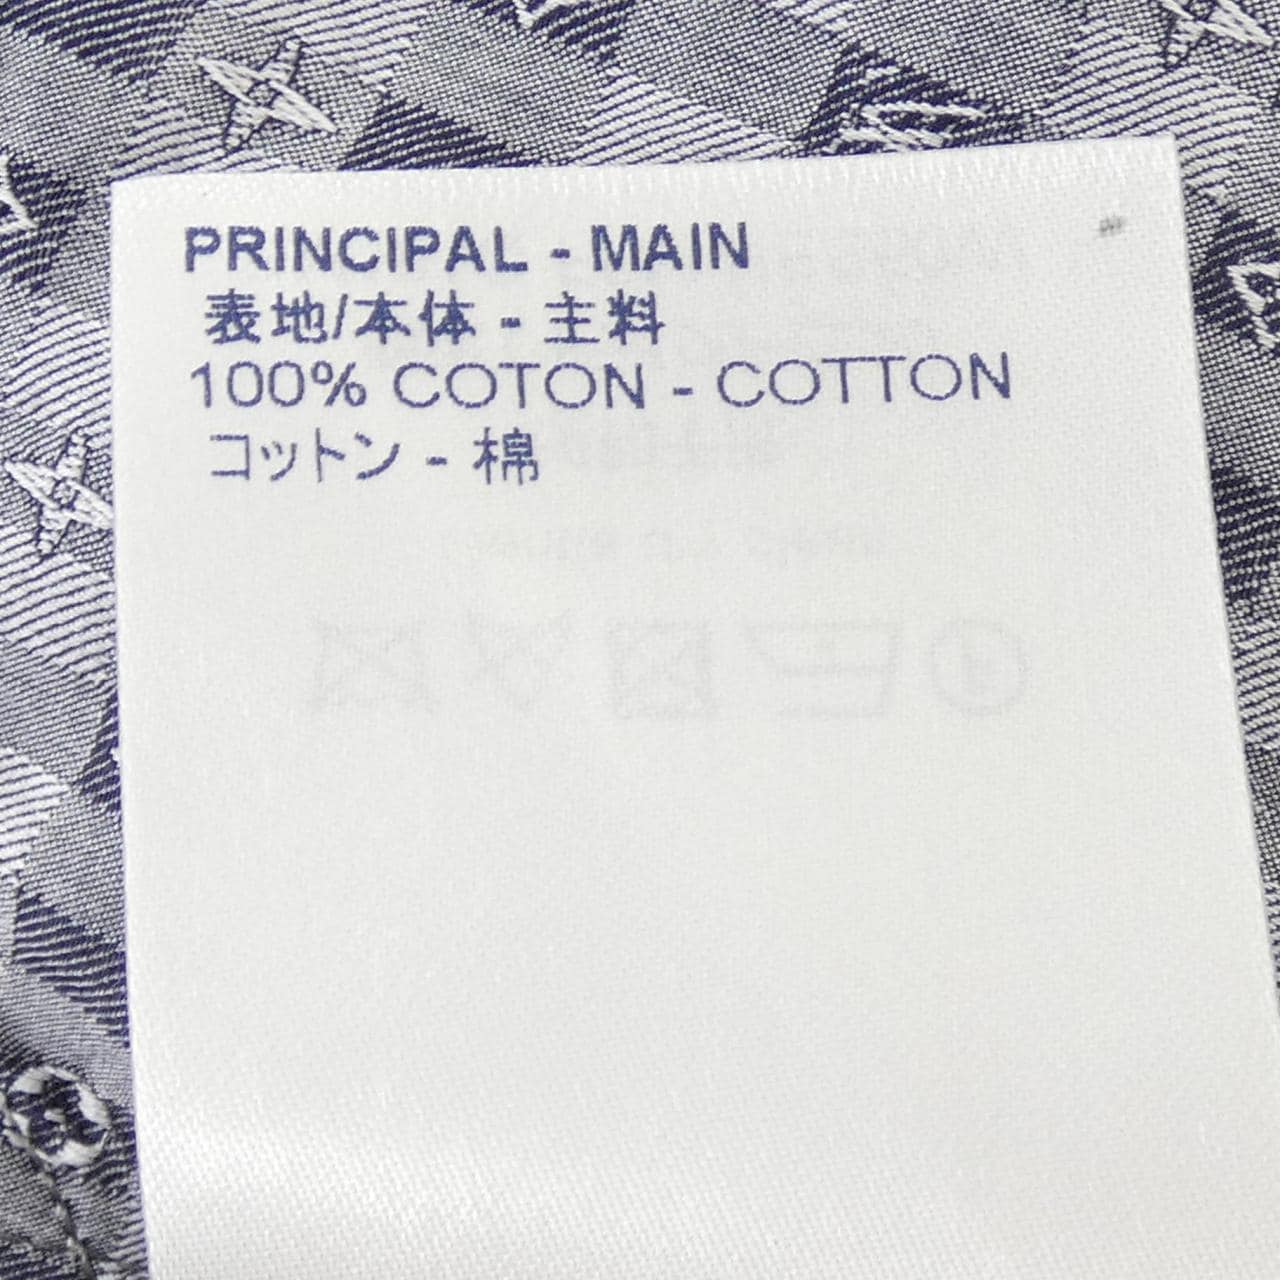 PRINCIPAL - MAIN
表地/本体 - 主料
100% COTON - COTTON
コットン - 棉